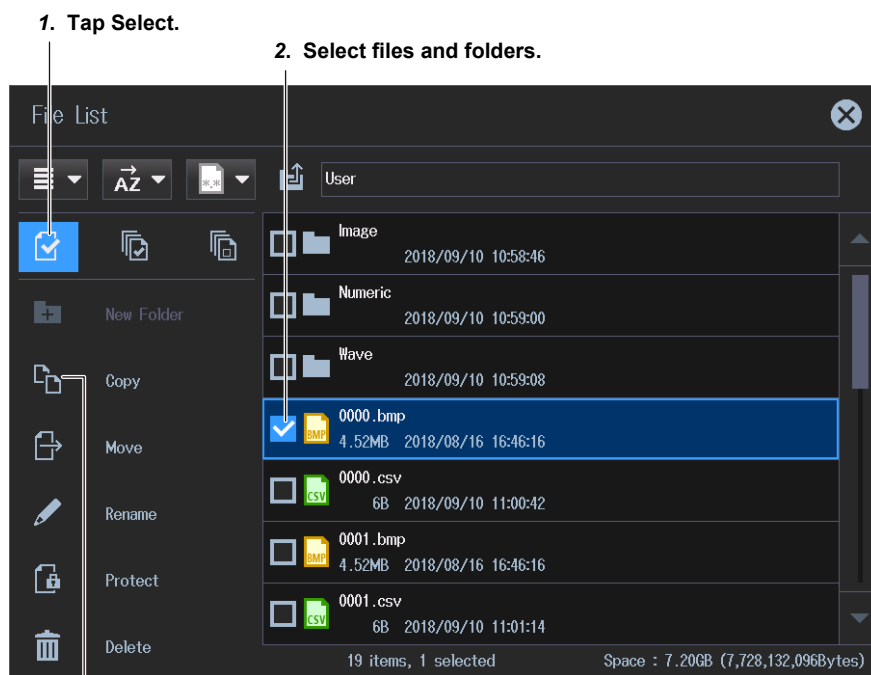 1. Tap Select.
2. Select files and folders.
File List
AZ
*.*
User
Image
2018/09/10 10:58:46
New Folder
Numeric
2018/09/10 10:59:00
Copy
Wave
2018/09/10 10:59:08
Move
BMP
0000.bmp
4.52MB 2018/08/16 16:46:16
Rename
CSV
0000.csv
6B 2018/09/10 11:00:42
Protect
BMP
0001.bmp
4.52MB 2018/08/16 16:46:16
Delete
CSV
0001.csv
6B 2018/09/10 11:01:14
19 items, 1 selected Space : 7.20GB (7,728,132,096Bytes)